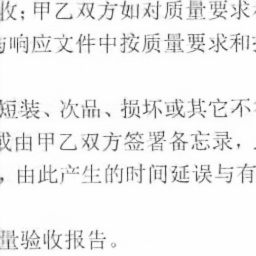 收；甲乙双方如对质量要求
与响应文件中按质量要求和
短装、次品、损坏或其它不
或由甲乙双方签署备忘录，
，由此产生的时间延误与有
量验收报告。